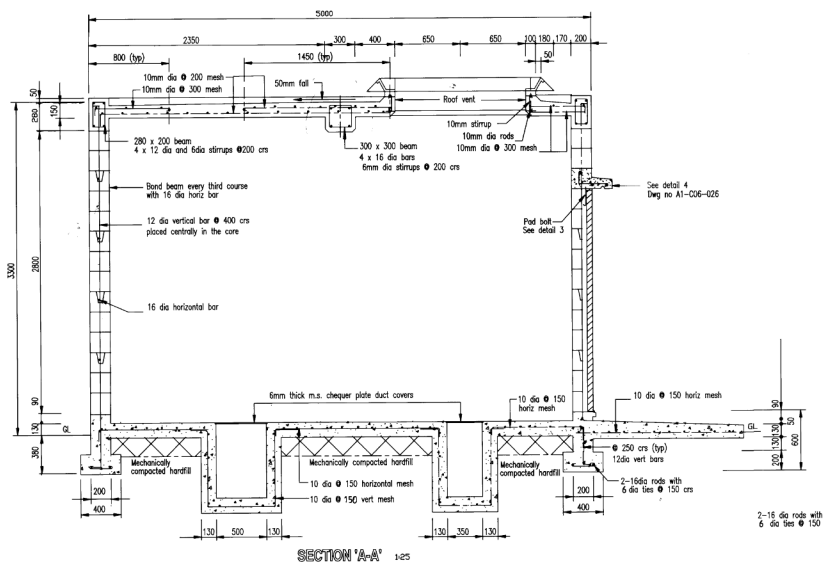 5000
2350
300
400
650
650
100
180
170
200
800 (typ)
1450 (typ)
50
10mm dia @ 200 mesh
10mm dia @ 300 mesh
50mm fall
Roof vent
50
280
150
10mm stirrup
10mm dia rods
10mm dia @ 300 mesh
280 x 200 beam
4 x 12 dia and 6dia stirrups @200 crs
300 x 300 beam
4 x 16 dia bars
6mm dia stirrups @ 200 crs
Bond beam every third course
with 16 dia horiz bar
See detail 4
Dwg no A1-C06-026
Pad bolt
See detail 3
12 dia vertical bar @ 400 crs
placed centrally in the core
3300
2800
16 dia horizontal bar
6mm thick m.s. chequer plate duct covers
10 dia @ 150
horiz mesh
10 dia @ 150 horiz mesh
90
130
380
GL
90
50
130
130
200
600
GL
Mechanically
compacted hardfill
Mechanically compacted hardfill
Mechanically
compacted hardfill
@ 250 crs (typ)
12dia vert bars
10 dia @ 150 horizontal mesh
10 dia @ 150 vert mesh
2-16dia rods with
6 dia ties @ 150 crs
200
400
200
400
130
500
130
130
350
130
2-16 dia rods with
6 dia ties @ 150
SECTION 'A-A' 1:25